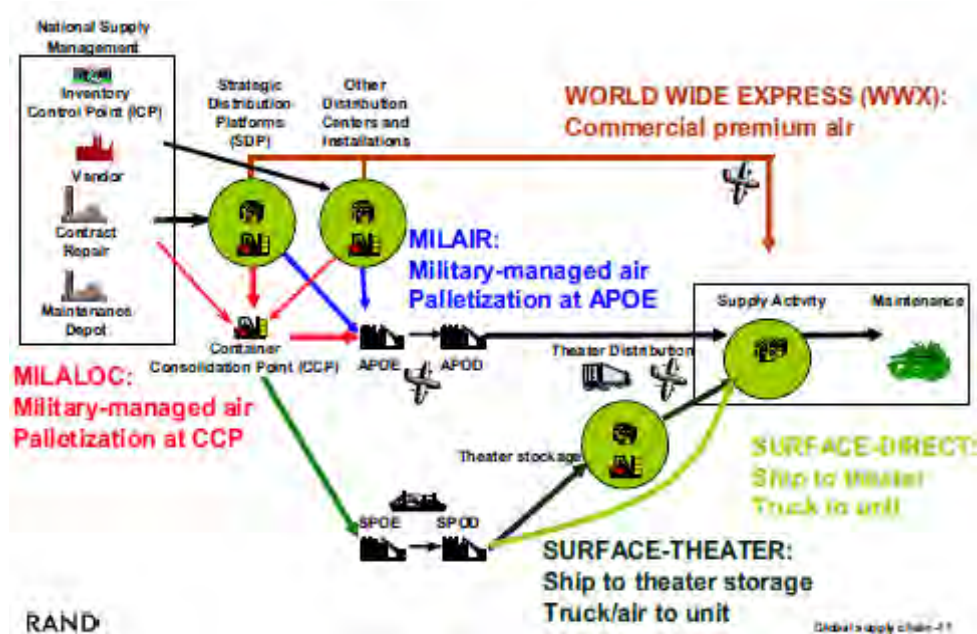 National Supply
Management
Inventory
Control Point (ICP)
Vendor
Contract
Repair
Maintenance
Depot
Strategic
Distribution
Platforms
(SDP)
Other
Distribution
Centers and
Installations
WORLD WIDE EXPRESS (WWX):
Commercial premium air
MILAIR:
Military-managed air
Palletization at APOE
Supply Activity
Maintenance
Container
Consolidation Point (CCP)
APOE
APOD
Theater Distribution
MILALOC:
Military-managed air
Palletization at CCP
Theater stockage
SURFACE-DIRECT:
Ship to theater
Truck to unit
SPOE
SPOD
SURFACE-THEATER:
Ship to theater storage
Truck/air to unit
RAND
Global supply chain-11